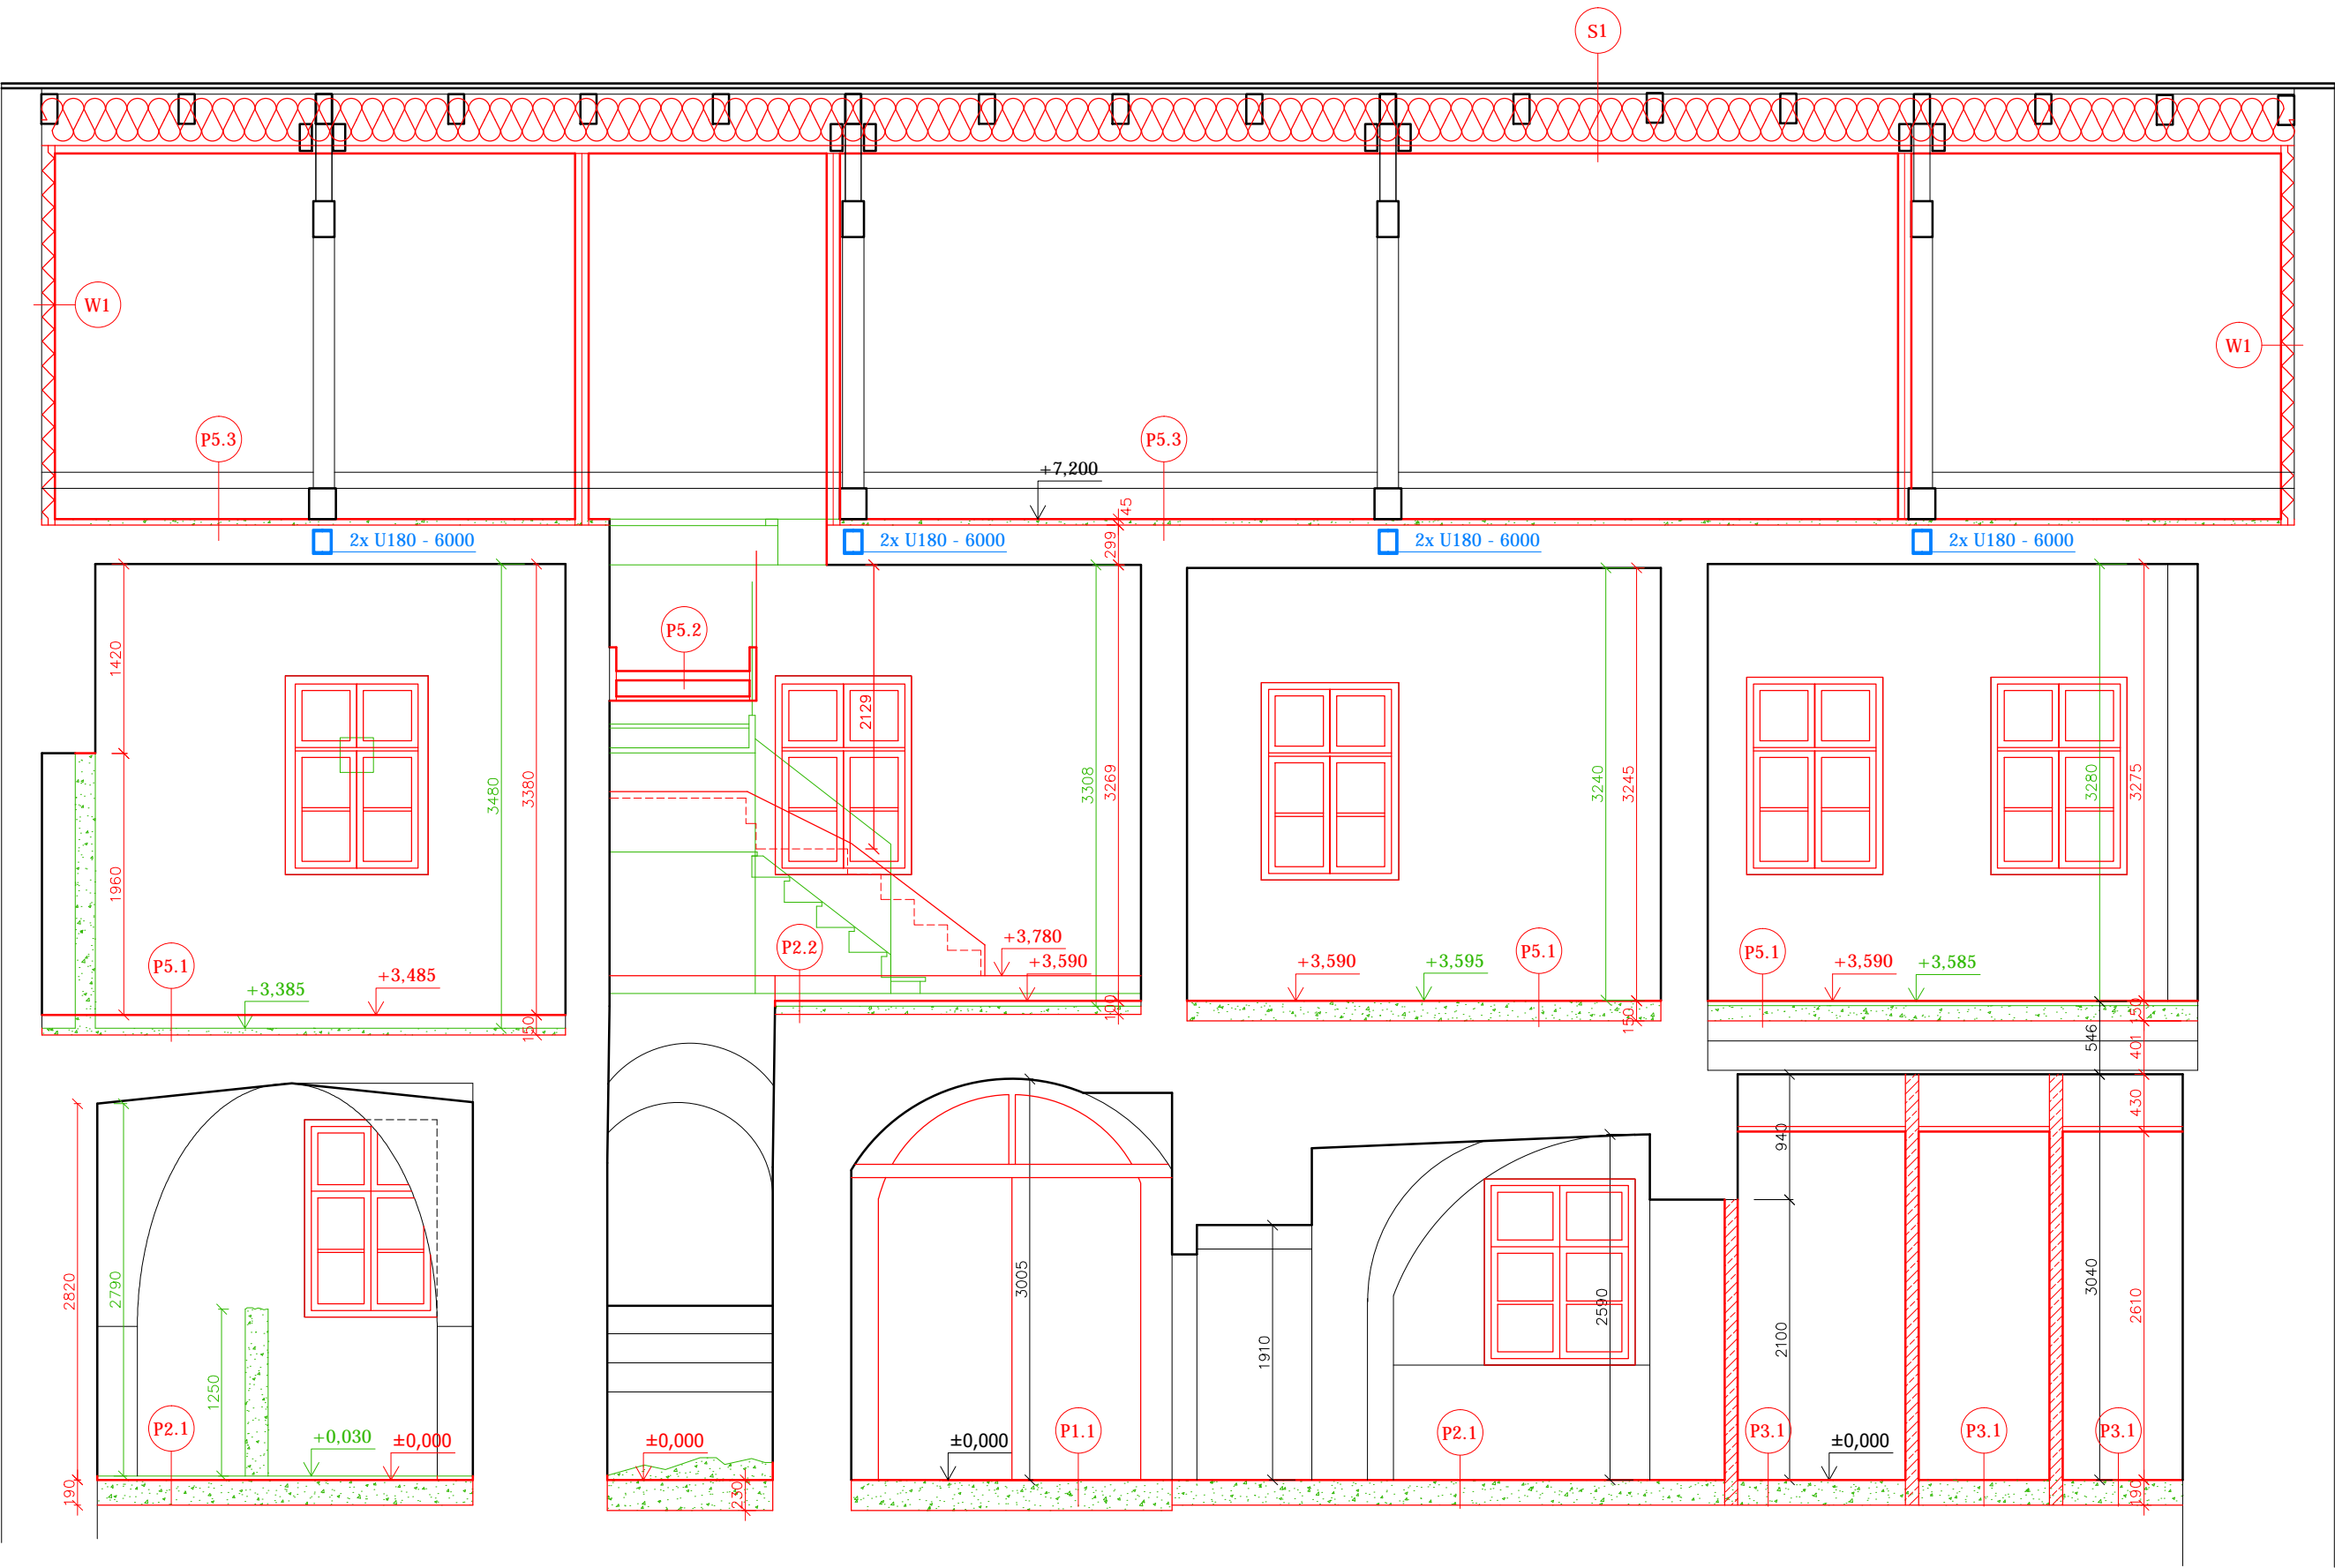 S1
W1
W1
P5.3
P5.3
+7,200
45
299
2x U180 - 6000
2x U180 - 6000
2x U180 - 6000
2x U180 - 6000
1420
1960
3480
3380
P5.1
+3,385
+3,485
150
P5.2
2129
3308
3269
P2.2
+3,780
+3,590
100
3240
3245
+3,590
+3,595
P5.1
150
3280
3275
P5.1
+3,590
+3,585
150
546
401
430
2820
2790
1250
P2.1
+0,030
±0,000
190
±0,000
230
3005
±0,000
P1.1
1910
2590
P2.1
940
2100
3040
2610
P3.1
±0,000
P3.1
P3.1
190